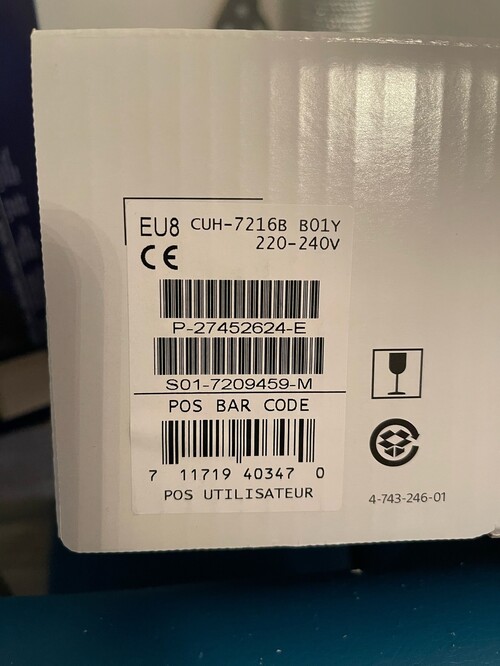 EU8 CUH-7216B B01Y
220-240V
CE
P-27452624-E
S01-7209459-M
POS BAR CODE
7 11719 40347 0
POS UTILISATEUR
4-743-246-01